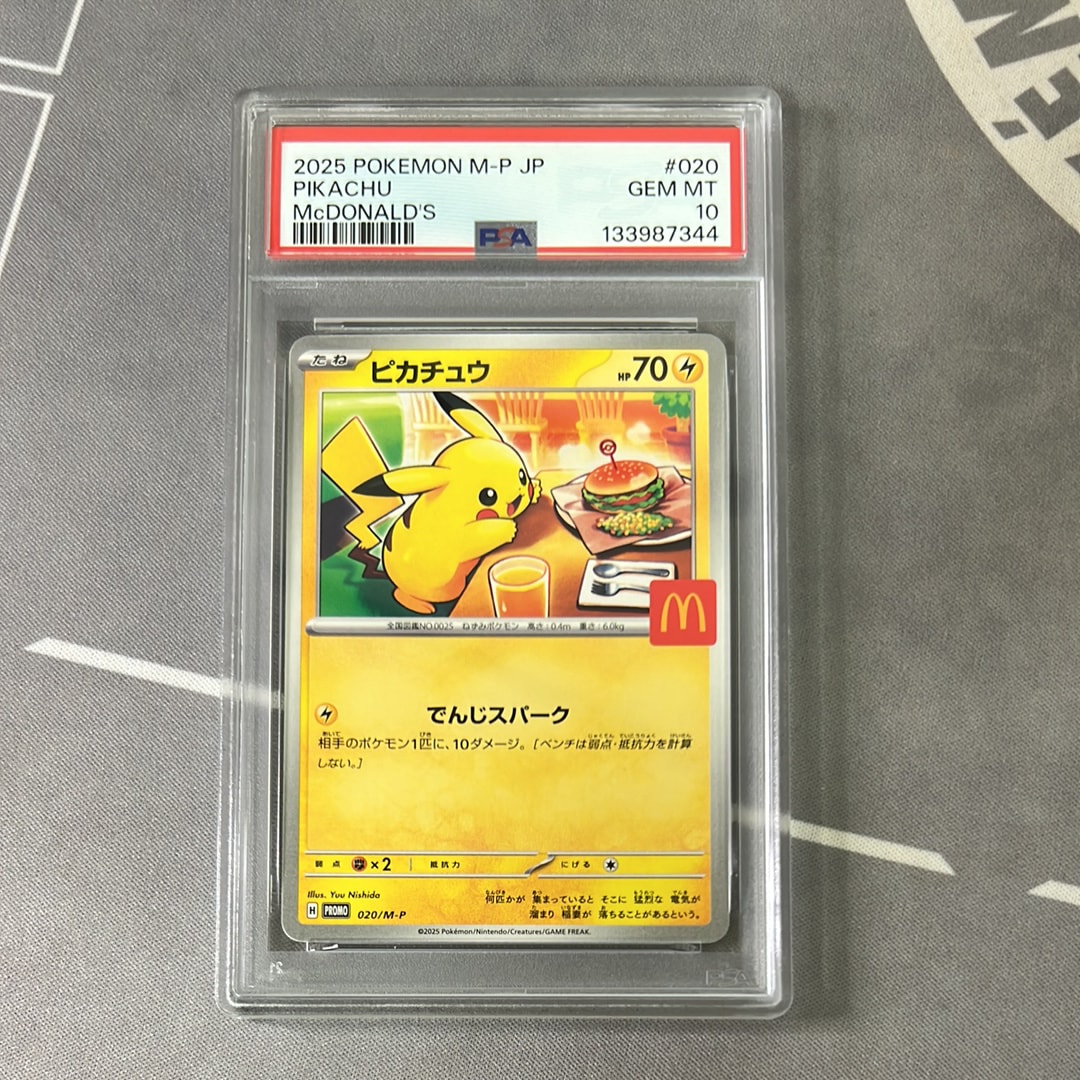 2025 POKEMON M-P JP #020
PIKACHU GEM MT
McDONALD'S 10
PSA 133987344
たね ピカチュウ HP70
全国図鑑NO.0025 ねずみポケモン 高さ:0.4m 重さ:6.0kg
でんじスパーク
相手のポケモン1匹に、10ダメージ。[ベンチは弱点・抵抗力を計算
しない。]
弱点 ×2 抵抗力 にげる
Illus. Yuu Nishida
何匹かが 集まっていると そこに 猛烈な 電気が
溜まり 稲妻が 落ちることがあるという。
H PROMO 020/M-P
©2025 Pokémon/Nintendo/Creatures/GAME FREAK.
PSA